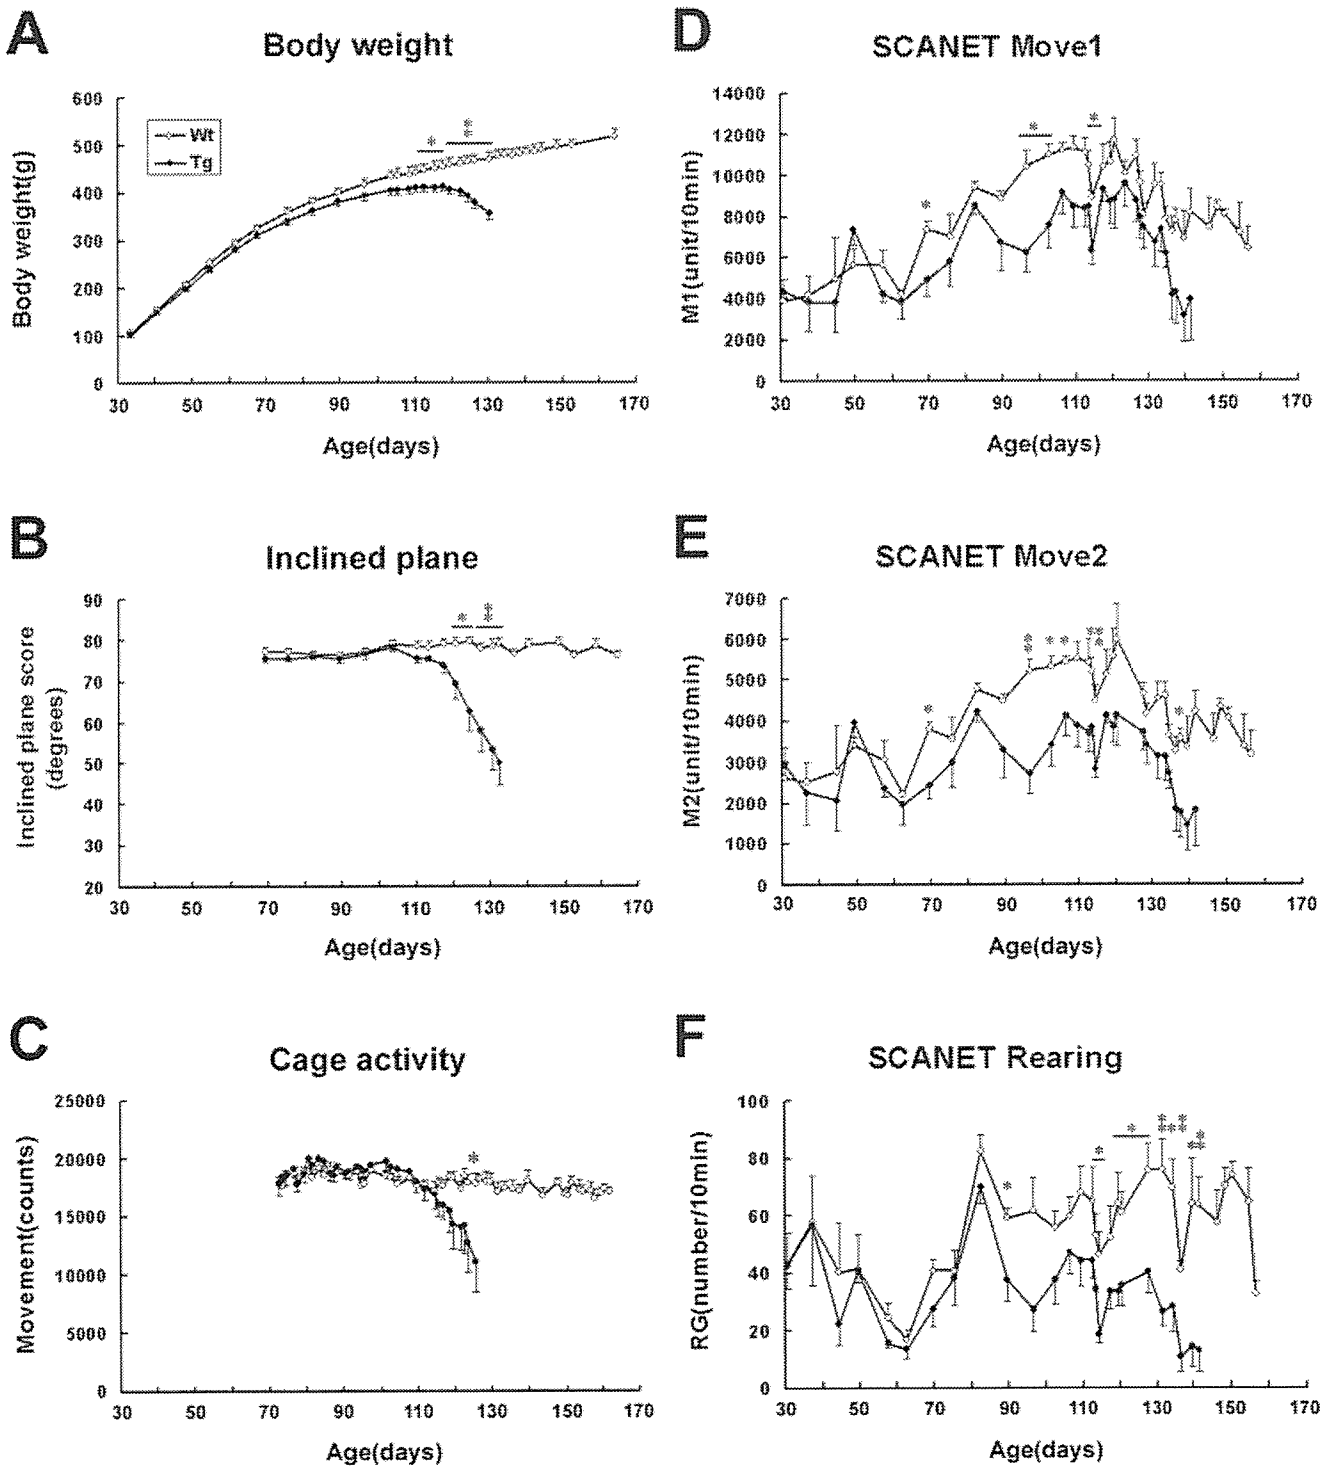 A
Body weight
600
500
400
300
200
100
0
Body weight(g)
Wt
Tg
*
**
30 50 70 90 110 130 150 170
Age(days)
B
Inclined plane
90
80
70
60
50
40
30
20
Inclined plane score
(degrees)
*
**
30 50 70 90 110 130 150 170
Age(days)
C
Cage activity
25000
20000
15000
10000
5000
0
Movement(counts)
*
30 50 70 90 110 130 150 170
Age(days)
D
SCANET Move1
14000
12000
10000
8000
6000
4000
2000
0
M1(unit/10min)
* * *
30 50 70 90 110 130 150 170
Age(days)
E
SCANET Move2
7000
6000
5000
4000
3000
2000
1000
0
M2(unit/10min)
* ** * * * ** *
30 50 70 90 110 130 150 170
Age(days)
F
SCANET Rearing
100
80
60
40
20
0
RG(number/10min)
* * * ** * ** * **
30 50 70 90 110 130 150 170
Age(days)